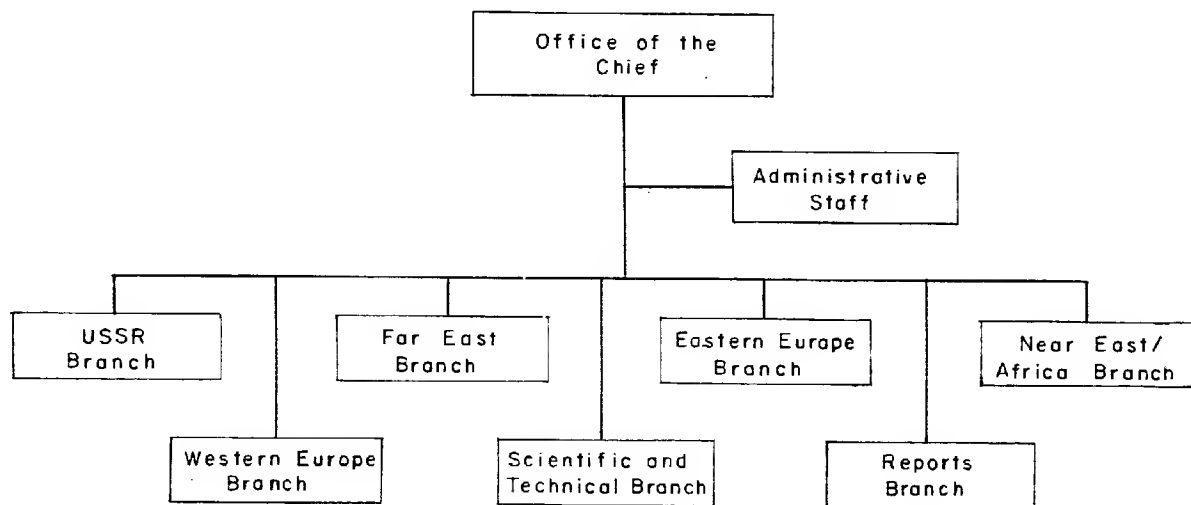 Office of the
Chief
Administrative
Staff
USSR
Branch
Far East
Branch
Eastern Europe
Branch
Near East/
Africa Branch
Western Europe
Branch
Scientific and
Technical Branch
Reports
Branch